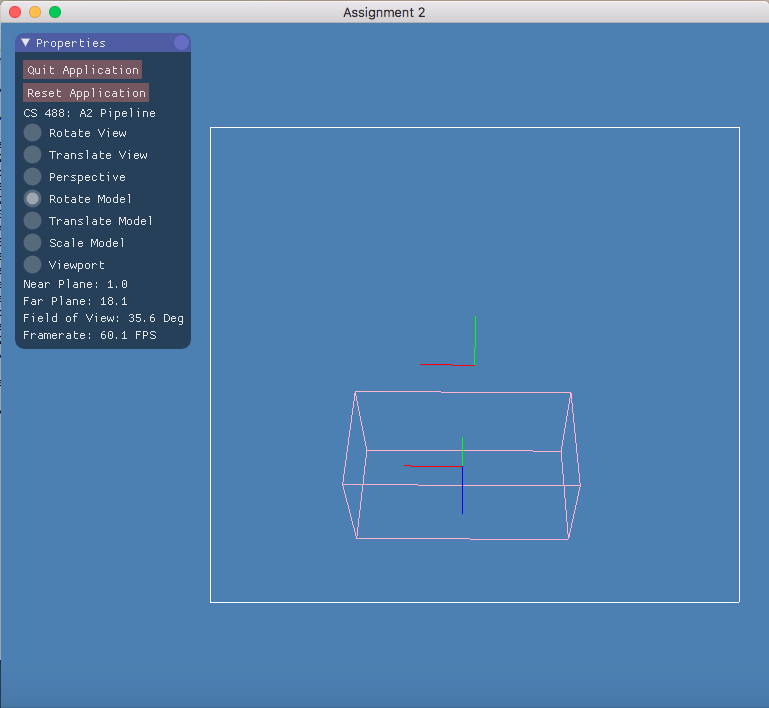 Assignment 2
Properties
Quit Application
Reset Application
CS 488: A2 Pipeline
Rotate View
Translate View
Perspective
Rotate Model
Translate Model
Scale Model
Viewport
Near Plane: 1.0
Far Plane: 18.1
Field of View: 35.6 Deg
Framerate: 60.1 FPS